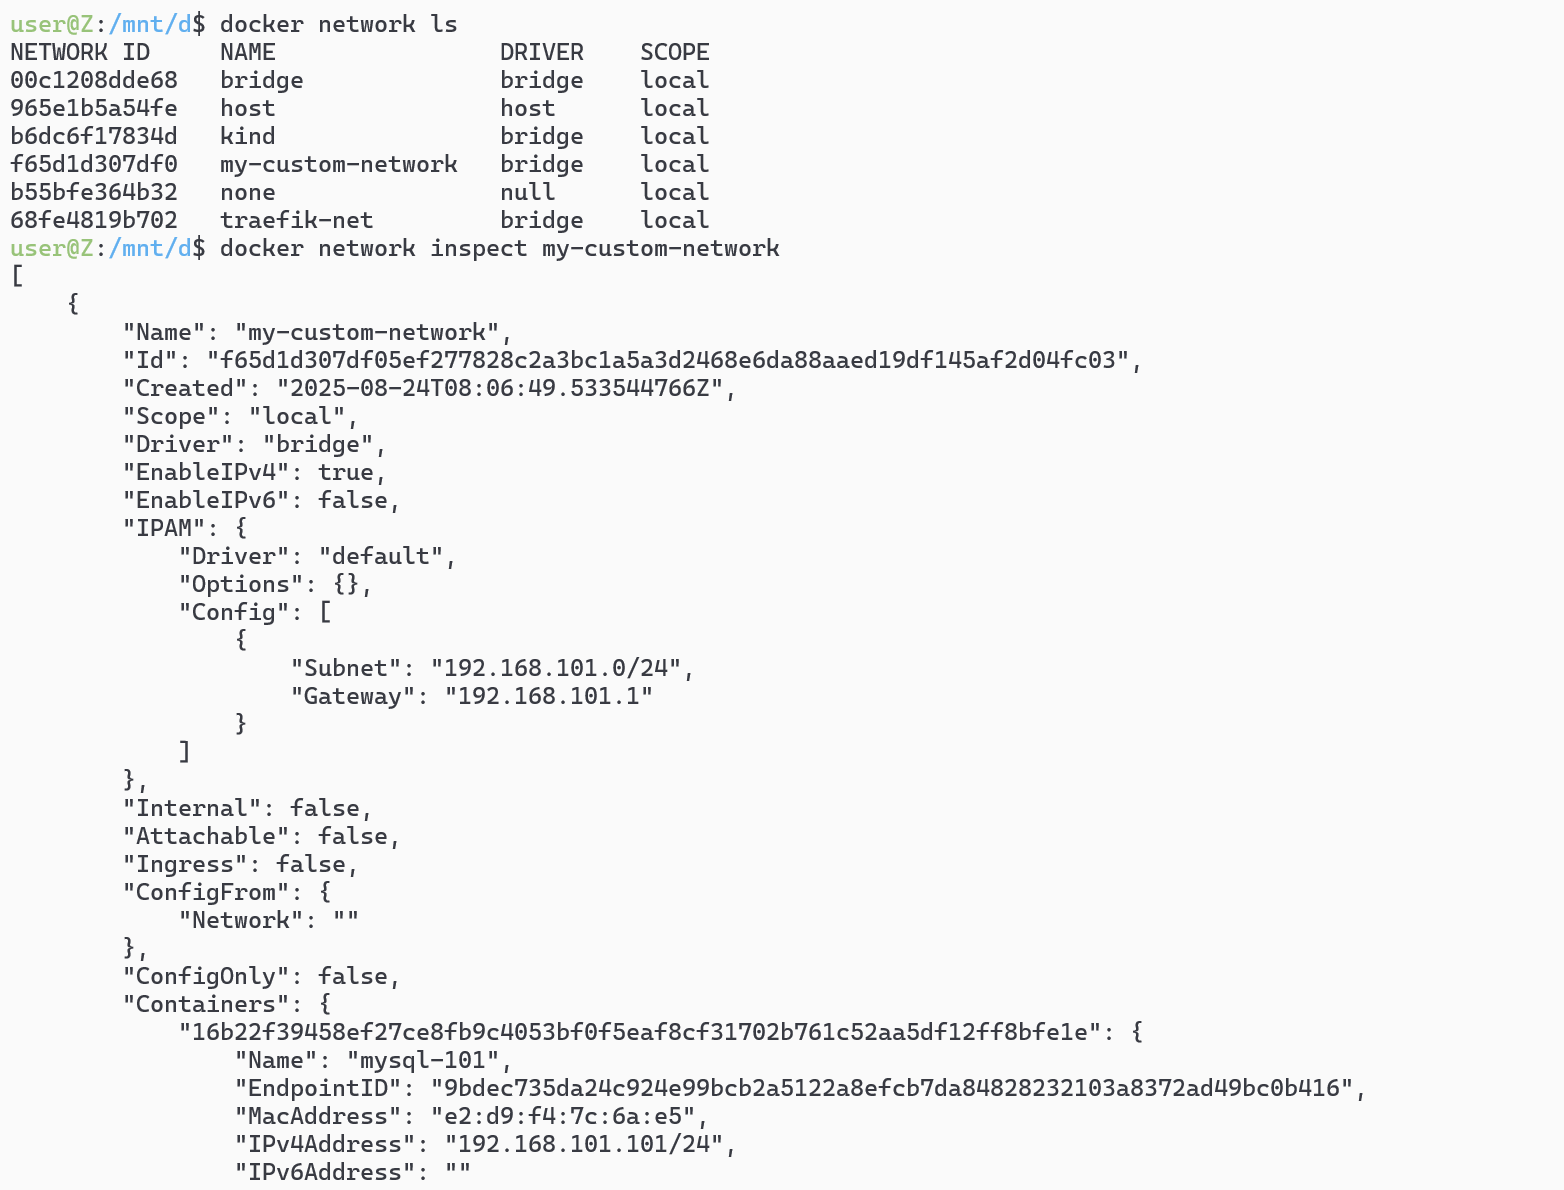 user@Z:/mnt/d$ docker network ls
NETWORK ID     NAME                DRIVER    SCOPE
00c1208dde68   bridge              bridge    local
965e1b5a54fe   host                host      local
b6dc6f17834d   kind                bridge    local
f65d1d307df0   my-custom-network   bridge    local
b55bfe364b32   none                null      local
68fe4819b702   traefik-net         bridge    local
user@Z:/mnt/d$ docker network inspect my-custom-network
[
    {
        "Name": "my-custom-network",
        "Id": "f65d1d307df05ef277828c2a3bc1a5a3d2468e6da88aaed19df145af2d04fc03",
        "Created": "2025-08-24T08:06:49.533544766Z",
        "Scope": "local",
        "Driver": "bridge",
        "EnableIPv4": true,
        "EnableIPv6": false,
        "IPAM": {
            "Driver": "default",
            "Options": {},
            "Config": [
                {
                    "Subnet": "192.168.101.0/24",
                    "Gateway": "192.168.101.1"
                }
            ]
        },
        "Internal": false,
        "Attachable": false,
        "Ingress": false,
        "ConfigFrom": {
            "Network": ""
        },
        "ConfigOnly": false,
        "Containers": {
            "16b22f39458ef27ce8fb9c4053bf0f5eaf8cf31702b761c52aa5df12ff8bfe1e": {
                "Name": "mysql-101",
                "EndpointID": "9bdec735da24c924e99bcb2a5122a8efcb7da84828232103a8372ad49bc0b416",
                "MacAddress": "e2:d9:f4:7c:6a:e5",
                "IPv4Address": "192.168.101.101/24",
                "IPv6Address": ""